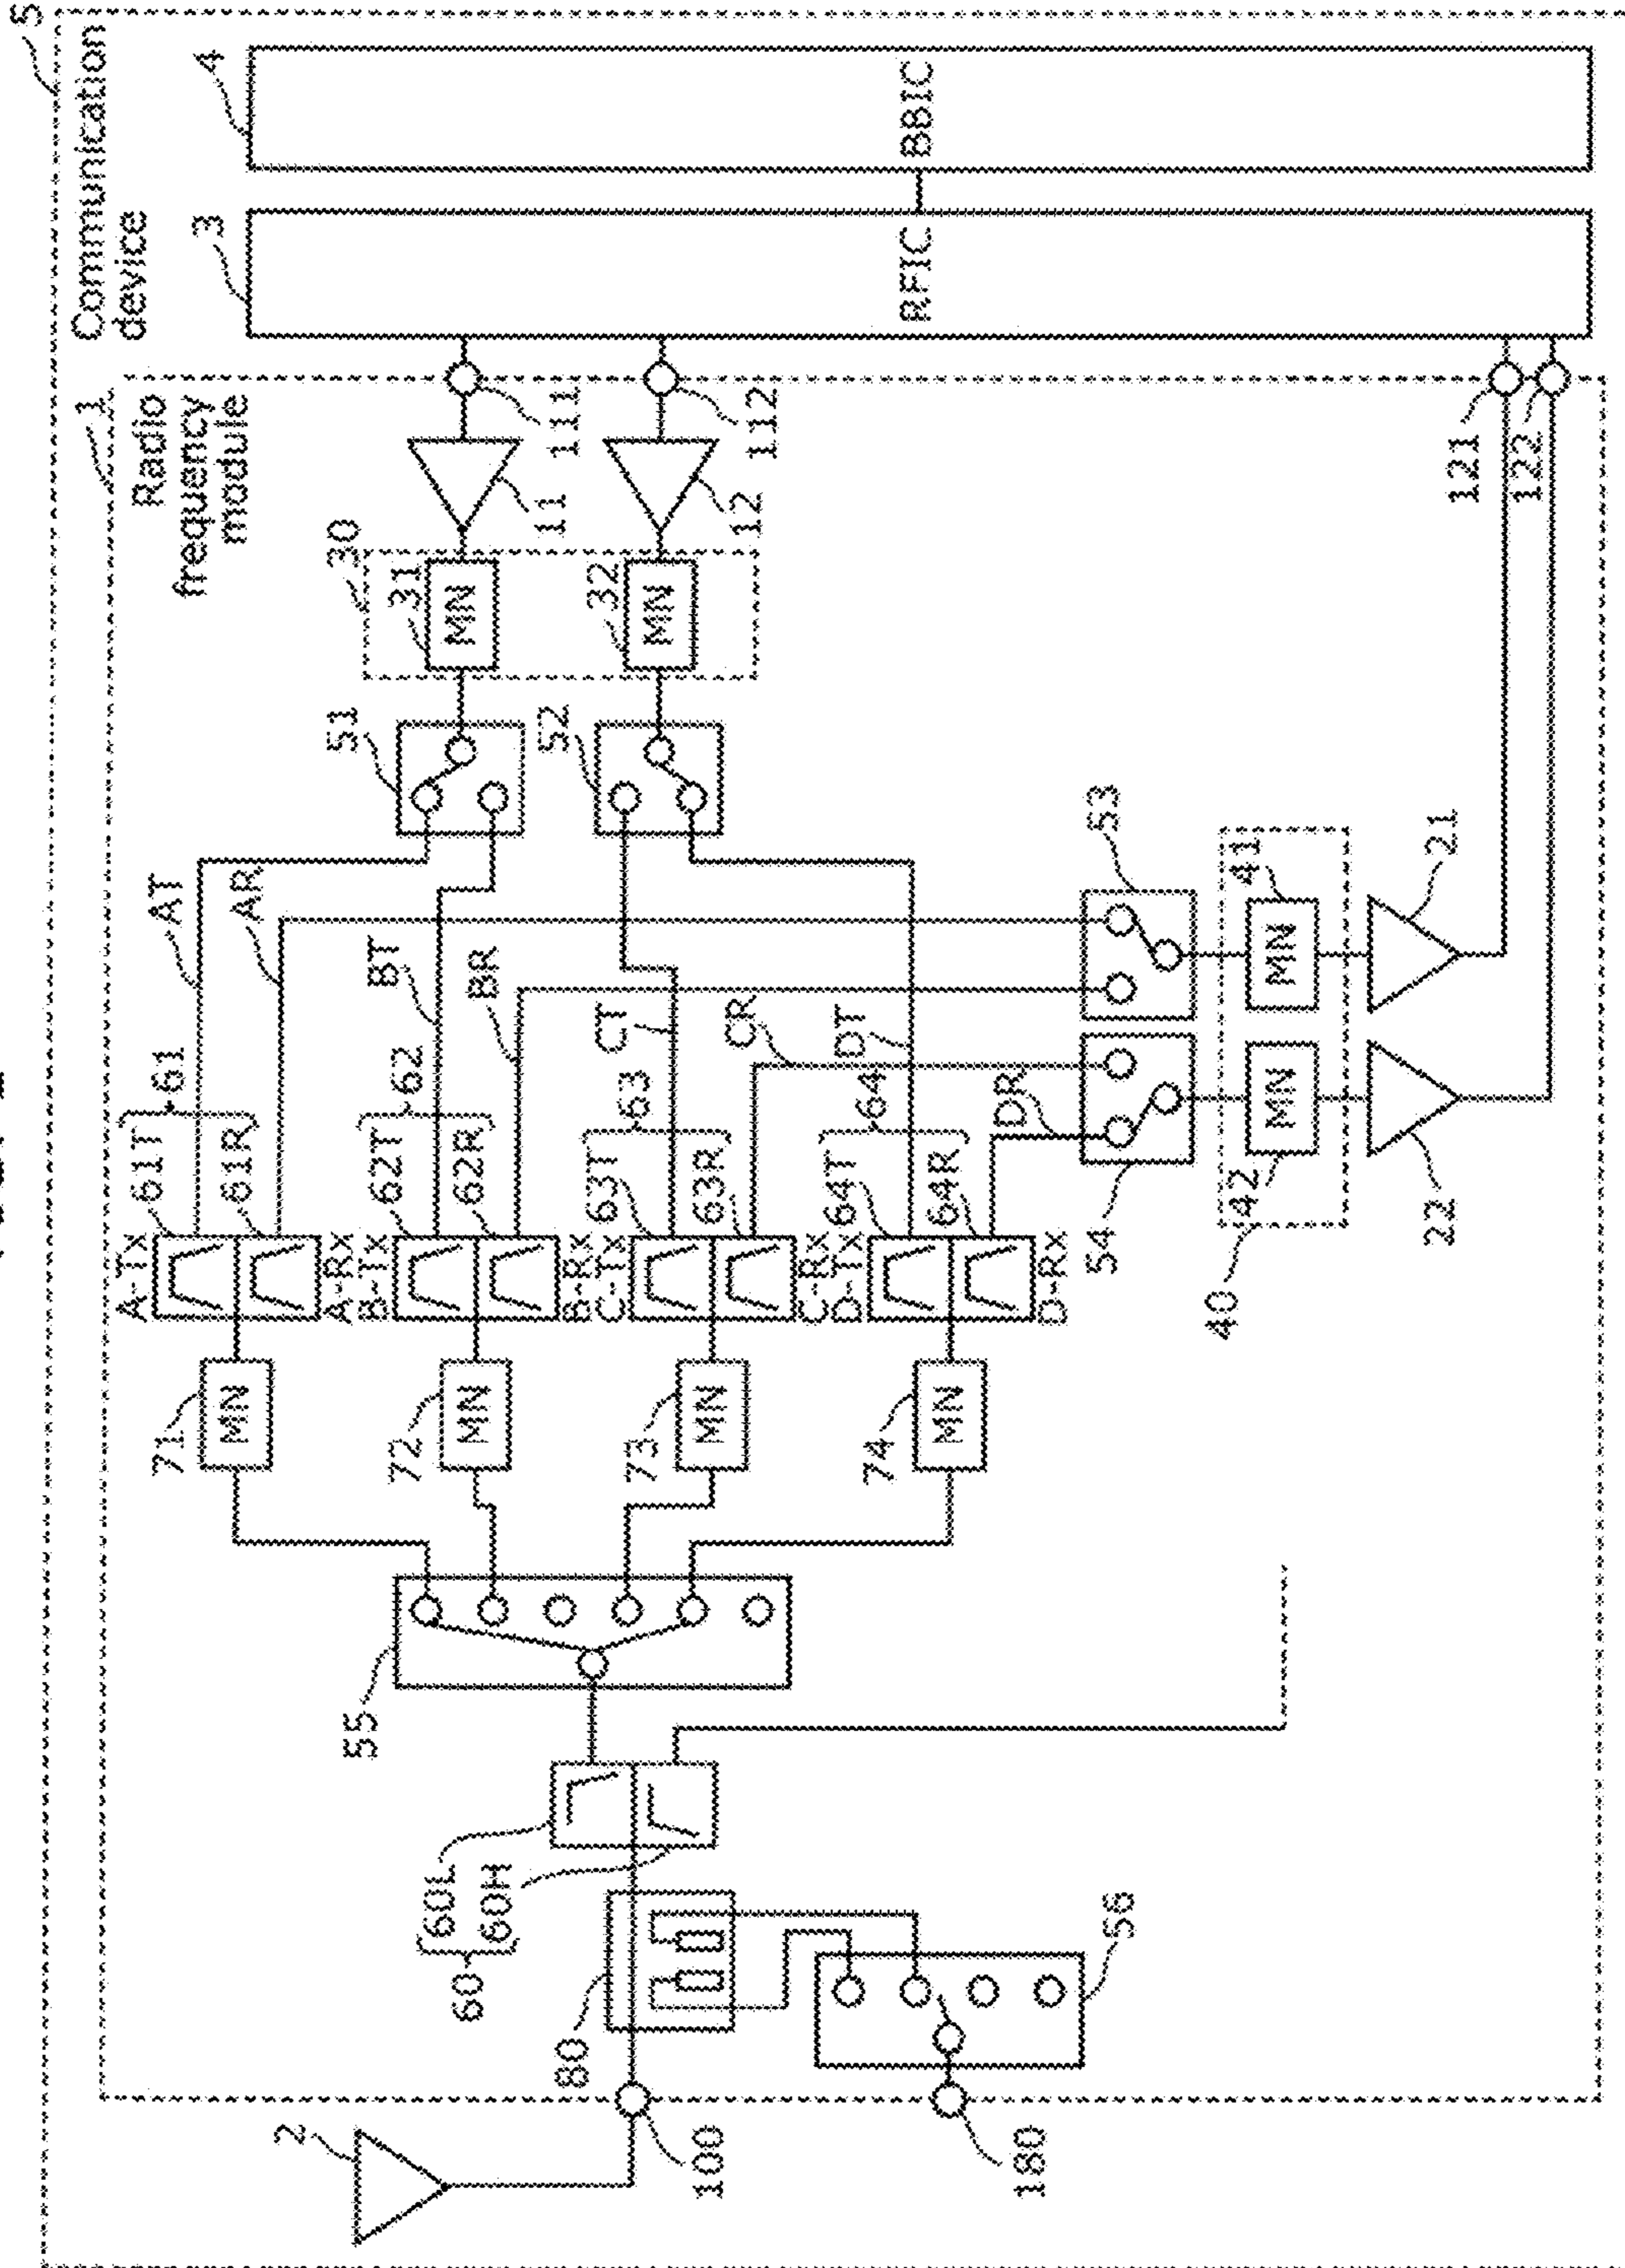 5
Communication
device
1
Radio
frequency
module
4
BBIC
3
RFIC
111
112
121
122
11
12
30
31
MN
32
MN
51
52
AT
AR
BT
BR
CT
CR
DT
DR
53
54
41
MN
42
MN
40
21
22
61T
61R
61
62T
62R
62
63T
63R
63
64T
64R
64
A-Tx
A-Rx
B-Tx
B-Rx
C-Tx
C-Rx
D-Tx
D-Rx
71
MN
72
MN
73
MN
74
MN
55
60L
60H
60
80
56
2
100
180